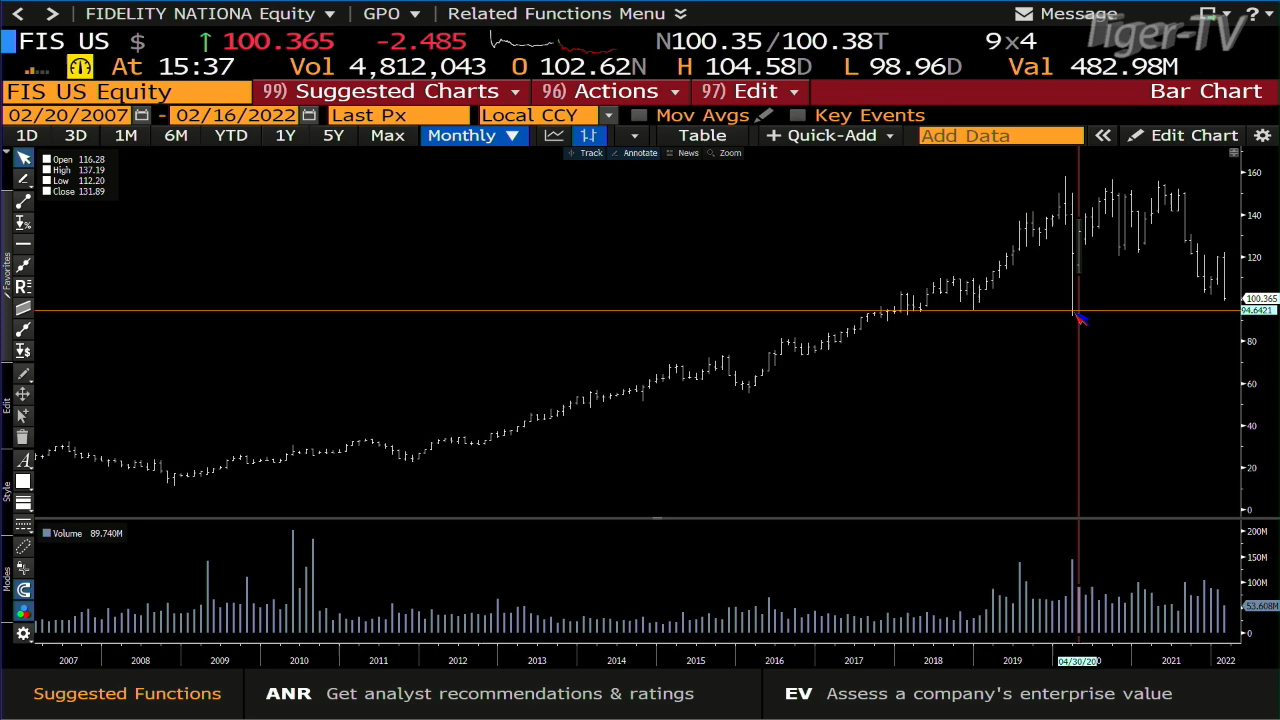 FIDELITY NATIONA Equity GPO Related Functions Menu Message ?
Tiger-TV
FIS US $ 100.365 -2.485 N100.35/100.38T 9x4
At 15:37 Vol 4,812,043 O 102.62N H 104.58D L 98.96D Val 482.98M
FIS US Equity 99) Suggested Charts 96) Actions 97) Edit Bar Chart
02/20/2007 - 02/16/2022 Last Px Local CCY Mov Avgs Key Events
1D 3D 1M 6M YTD 1Y 5Y Max Monthly Table + Quick-Add Add Data Edit Chart
Track Annotate News Zoom
Open 116.28
High 137.19
Low 112.20
Close 131.89
160
140
120
100.365
94.6421
80
60
40
20
0
Favorites
Edit
Style
Modes
Volume 89.740M
200M
150M
100M
53.608M
0
2007 2008 2009 2010 2011 2012 2013 2014 2015 2016 2017 2018 2019 04/30/20 2021 2022
Suggested Functions ANR Get analyst recommendations & ratings EV Assess a company's enterprise value